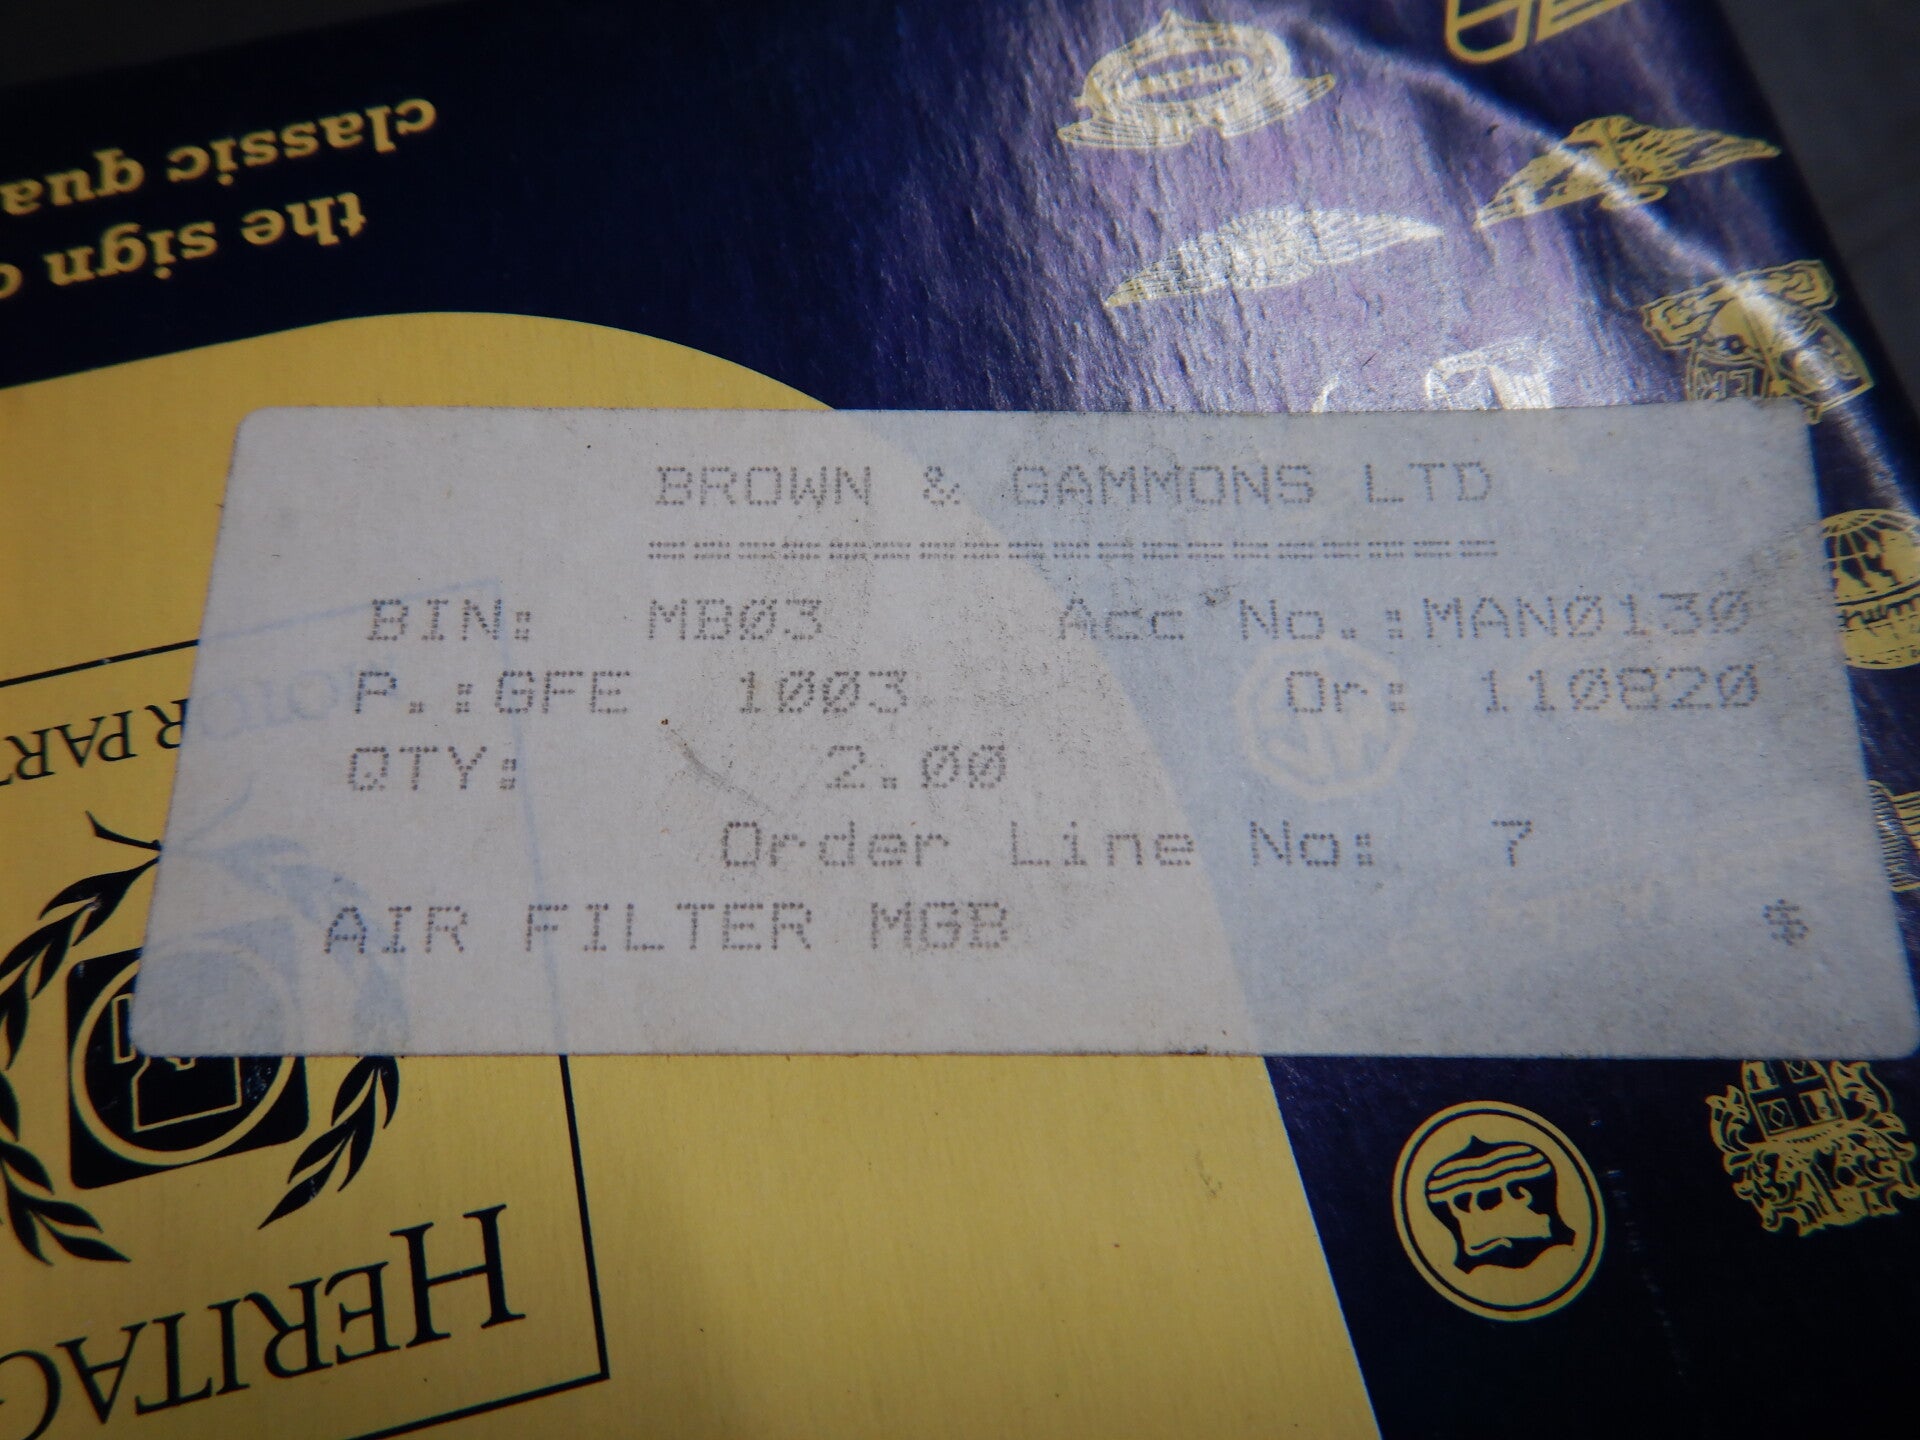 classic qua
the sign o
BROWN & GAMMONS LTD
===================
BIN: MB03 Acc No.:MAN0130
P.:GFE 1003 Or: 110820
QTY: 2.00
Order Line No: 7
AIR FILTER MGB *
HERITAG